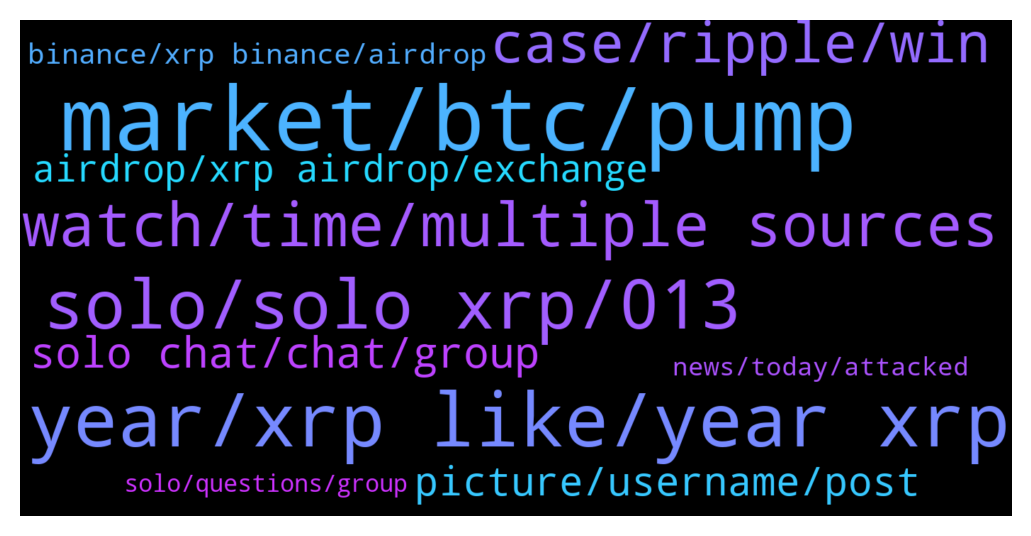 binance/xrp binance/airdrop
case/ripple/win
market/btc/pump
airdrop/xrp airdrop/exchange
watch/time/multiple sources
solo/solo xrp/013
solo chat/chat/group
news/today/attacked
year/xrp like/year xrp
solo/questions/group
picture/username/post